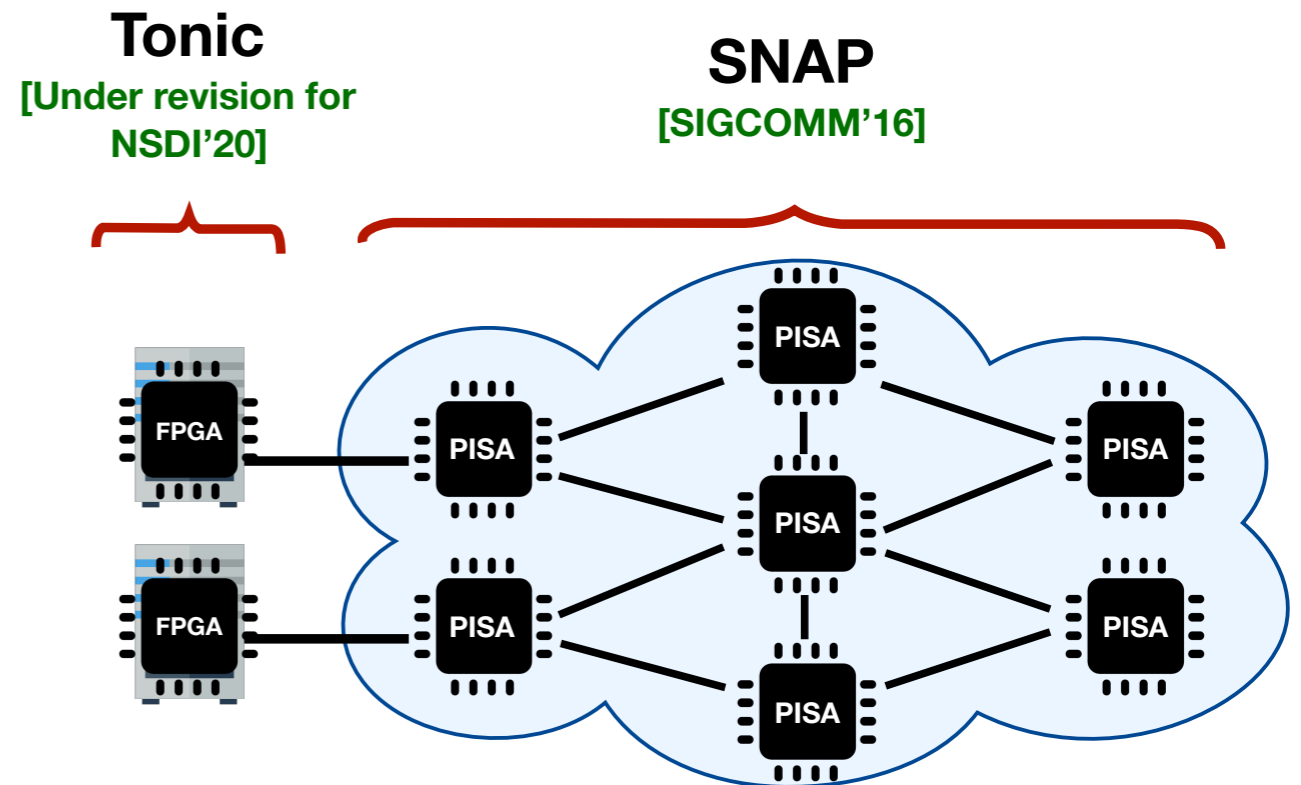 Tonic
[Under revision for
NSDI’20]
SNAP
[SIGCOMM’16]
PISA
FPGA
PISA
PISA
PISA
FPGA
PISA
PISA
PISA